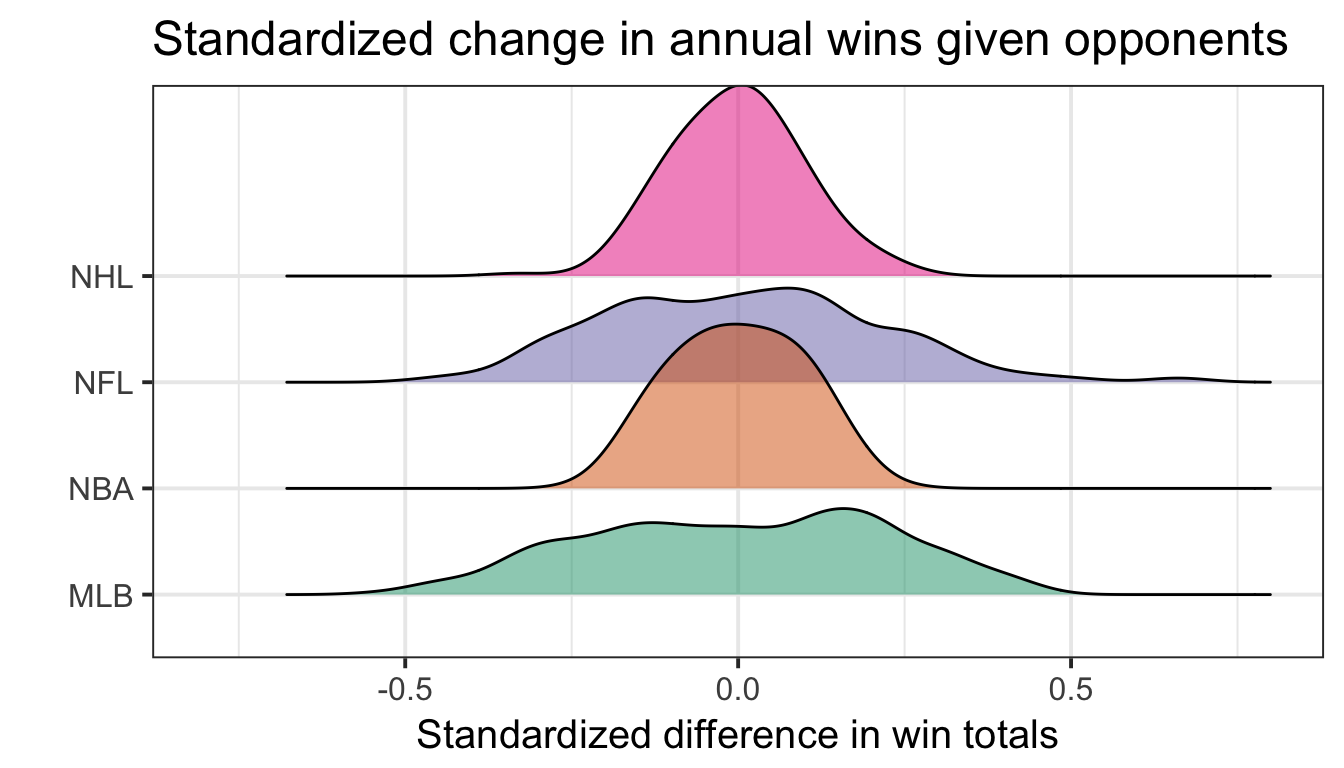 Standardized change in annual wins given opponents
NHL
NFL
NBA
MLB
-0.5 0.0 0.5
Standardized difference in win totals